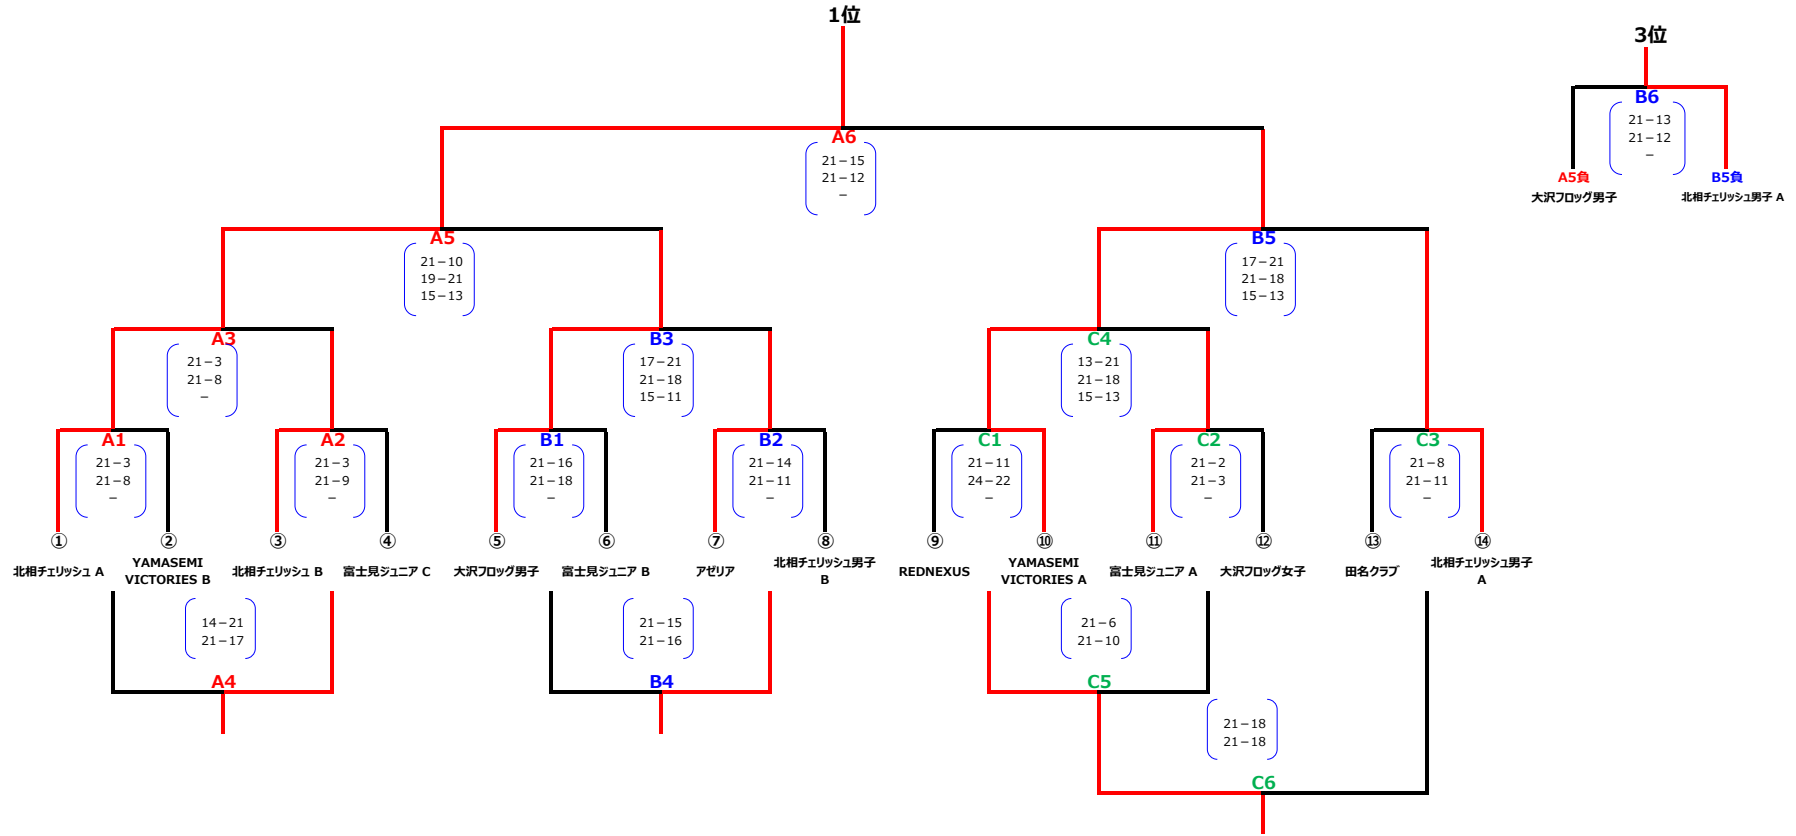 1位
3位
B6
21−13
21−12
−
A5負
B5負
大沢フロッグ男子
北相チェリッシュ男子 A
A6
21−15
21−12
−
A5
21−10
19−21
15−13
B5
17−21
21−18
15−13
A3
21−3
21−8
−
B3
17−21
21−18
15−11
C4
13−21
21−18
15−13
A1
21−3
21−8
−
A2
21−3
21−9
−
B1
21−16
21−18
−
B2
21−14
21−11
−
C1
21−11
24−22
−
C2
21−2
21−3
−
C3
21−8
21−11
−
①
②
③
④
⑤
⑥
⑦
⑧
⑨
⑩
⑪
⑫
⑬
⑭
北相チェリッシュ A
YAMASEMI
VICTORIES B
北相チェリッシュ B
富士見ジュニア C
大沢フロッグ男子
富士見ジュニア B
アゼリア
北相チェリッシュ男子
B
REDNEXUS
YAMASEMI
VICTORIES A
富士見ジュニア A
大沢フロッグ女子
田名クラブ
北相チェリッシュ男子
A
14−21
21−17
A4
21−15
21−16
B4
21−6
21−10
C5
21−18
21−18
C6